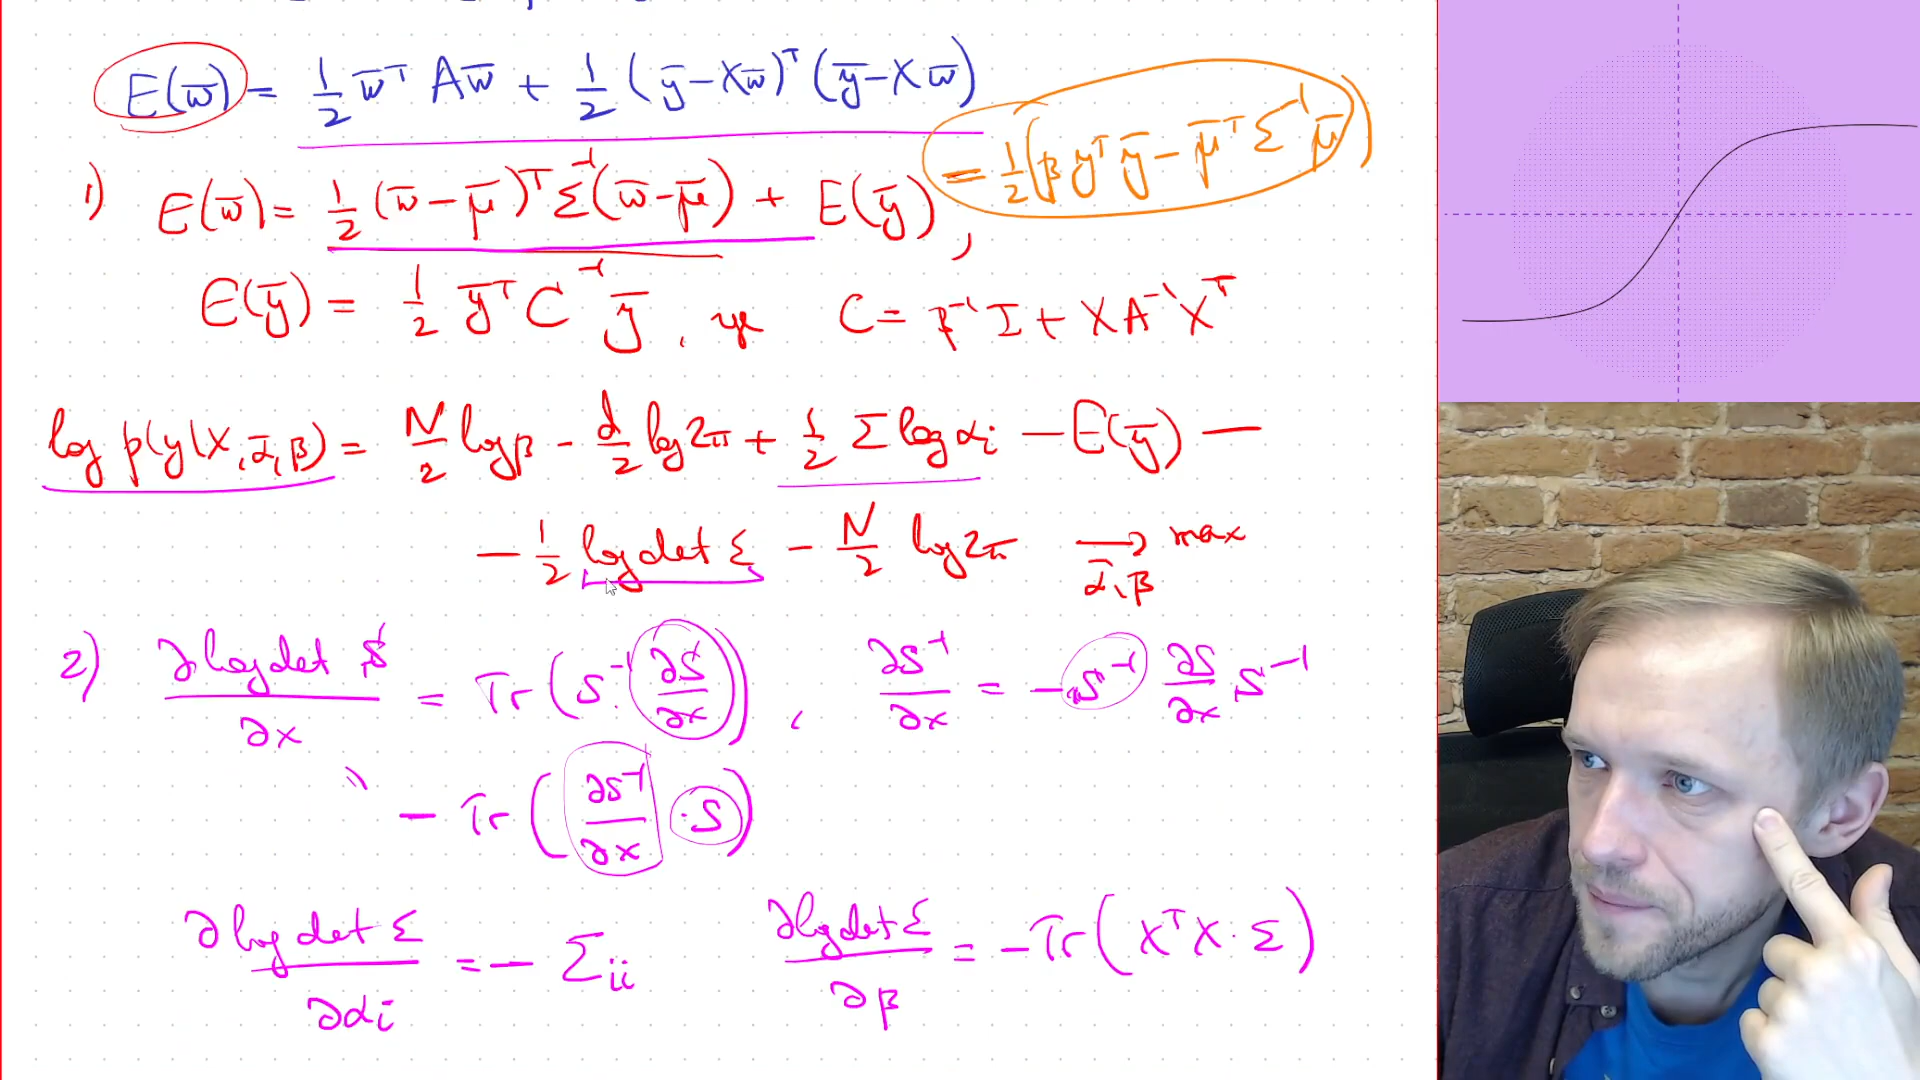 E(w̄) = 1/2 w̄ᵀ A w̄ + 1/2 (ȳ − Xw̄)ᵀ (ȳ − X w̄)
= 1/2 (β ȳᵀ ȳ − μ̄ᵀ Σ⁻¹ μ̄)
1) E(w̄) = 1/2 (w̄ − μ̄)ᵀ Σ⁻¹ (w̄ − μ̄) + E(ȳ),
E(ȳ) = 1/2 ȳᵀ C⁻¹ ȳ, где C = β⁻¹ I + X A⁻¹ Xᵀ
log p(y|X, ᾱ, β) = N/2 log β − d/2 log 2π + 1/2 Σ log αi − E(ȳ) −
− 1/2 log det Σ − N/2 log 2π → max
ᾱ, β
2) ∂ log det S / ∂x = Tr (S⁻¹ · ∂S/∂x), ∂S⁻¹/∂x = − S⁻¹ ∂S/∂x S⁻¹
" − Tr (∂S⁻¹/∂x · S)
∂ log det Σ / ∂αi = − Σii ∂ log det Σ / ∂β = − Tr (XᵀX · Σ)